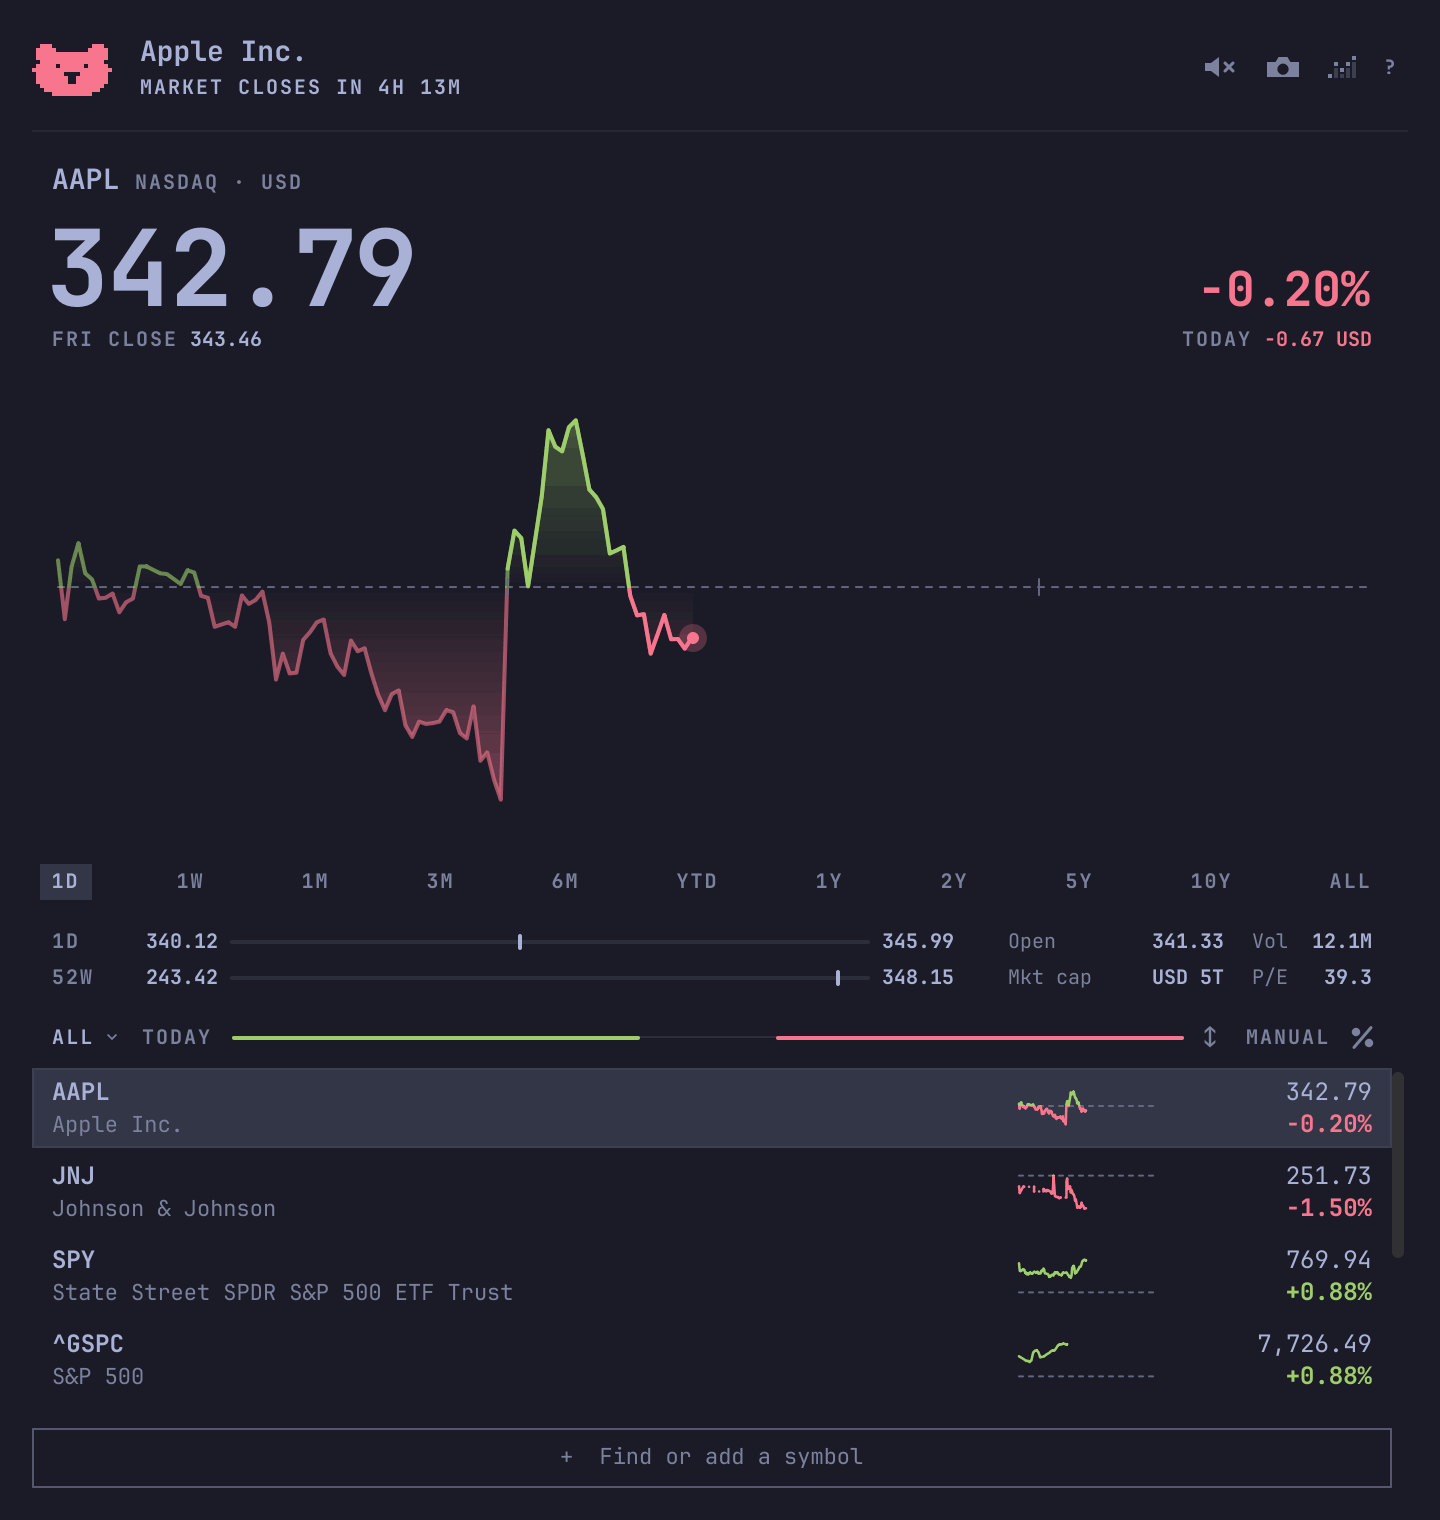 Apple Inc.
MARKET CLOSES IN 4H 13M
?
AAPL NASDAQ · USD
342.79
-0.20%
FRI CLOSE 343.46
TODAY -0.67 USD
1D 1W 1M 3M 6M YTD 1Y 2Y 5Y 10Y ALL
1D 340.12 345.99 Open 341.33 Vol 12.1M
52W 243.42 348.15 Mkt cap USD 5T P/E 39.3
ALL TODAY MANUAL %
AAPL 342.79
Apple Inc. -0.20%
JNJ 251.73
Johnson & Johnson -1.50%
SPY 769.94
State Street SPDR S&P 500 ETF Trust +0.88%
^GSPC 7,726.49
S&P 500 +0.88%
+ Find or add a symbol